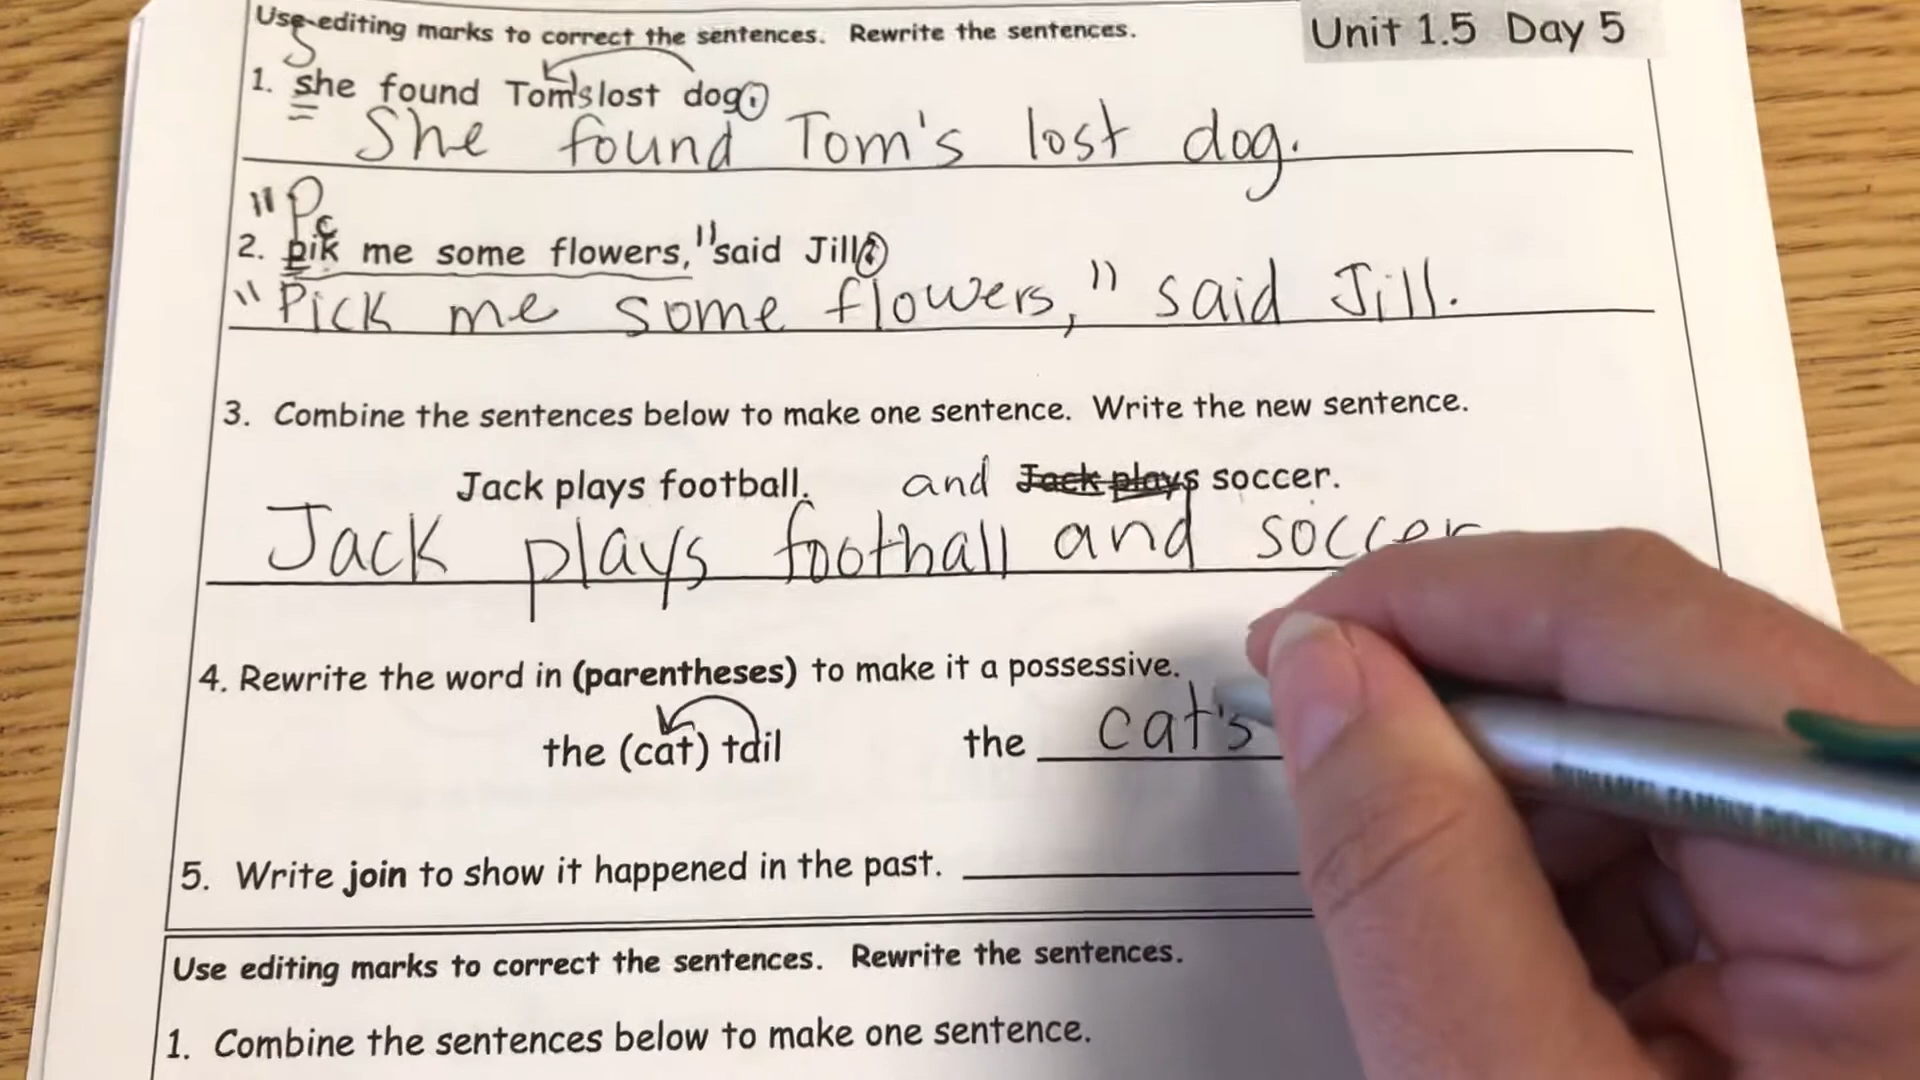 Use editing marks to correct the sentences. Rewrite the sentences.
Unit 1.5 Day 5
S
1. she found Tom's lost dog.
She found Tom's lost dog.
"P
c
2. pik me some flowers," said Jill.
"Pick me some flowers," said Jill.
3. Combine the sentences below to make one sentence. Write the new sentence.
Jack plays football. and Jack plays soccer.
Jack plays football and soccer
4. Rewrite the word in (parentheses) to make it a possessive.
the (cat) tail the cat's
5. Write join to show it happened in the past.
Use editing marks to correct the sentences. Rewrite the sentences.
1. Combine the sentences below to make one sentence.